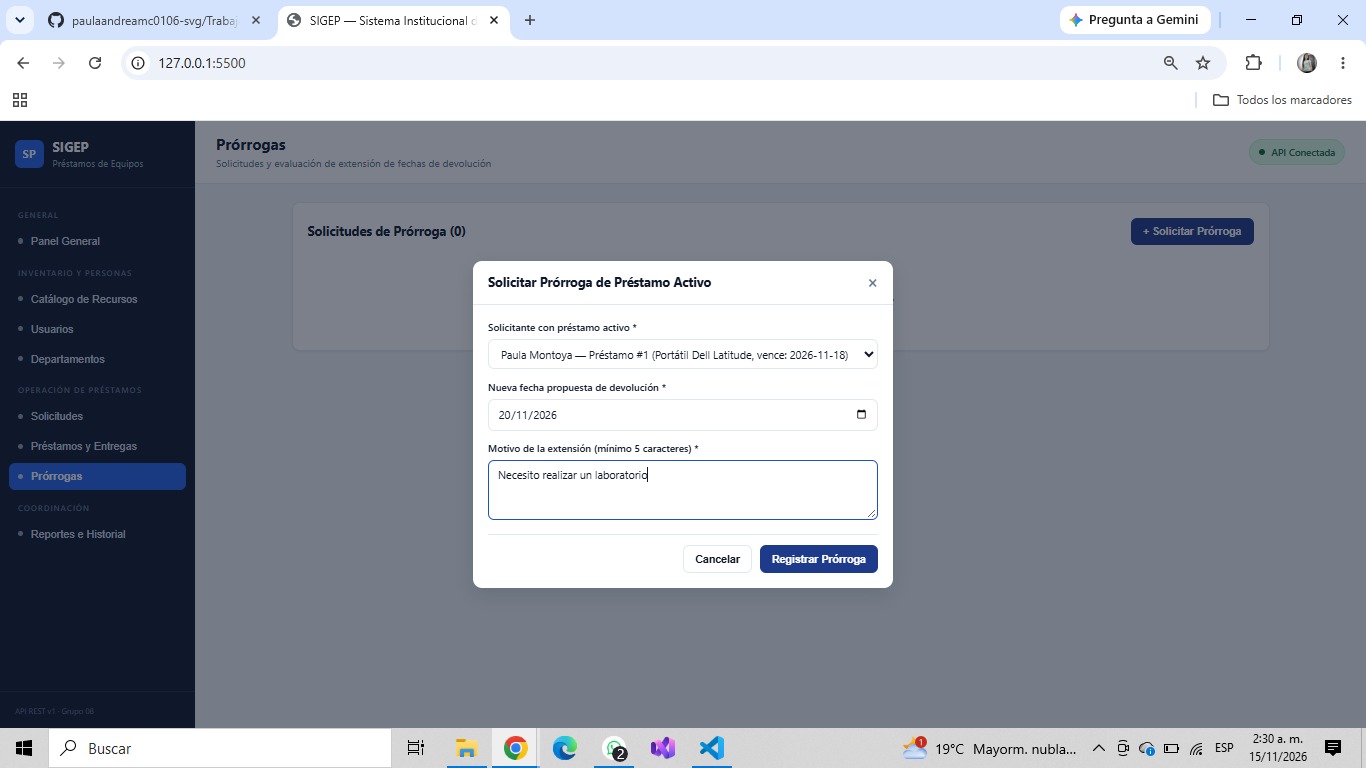 paulaandreamc0106-svg/Trabaj
SIGEP — Sistema Institucional d
Pregunta a Gemini
127.0.0.1:5500
Todos los marcadores
SP
SIGEP
Préstamos de Equipos
GENERAL
Panel General
INVENTARIO Y PERSONAS
Catálogo de Recursos
Usuarios
Departamentos
OPERACIÓN DE PRÉSTAMOS
Solicitudes
Préstamos y Entregas
Prórrogas
COORDINACIÓN
Reportes e Historial
API REST v1 · Grupo 06
Prórrogas
Solicitudes y evaluación de extensión de fechas de devolución
API Conectada
Solicitudes de Prórroga (0)
+ Solicitar Prórroga
Solicitar Prórroga de Préstamo Activo
Solicitante con préstamo activo *
Paula Montoya — Préstamo #1 (Portátil Dell Latitude, vence: 2026-11-18)
Nueva fecha propuesta de devolución *
20/11/2026
Motivo de la extensión (mínimo 5 caracteres) *
Necesito realizar un laboratorio
Cancelar
Registrar Prórroga
Buscar
2
1
19°C Mayorm. nubla...
ESP
2:30 a. m.
15/11/2026